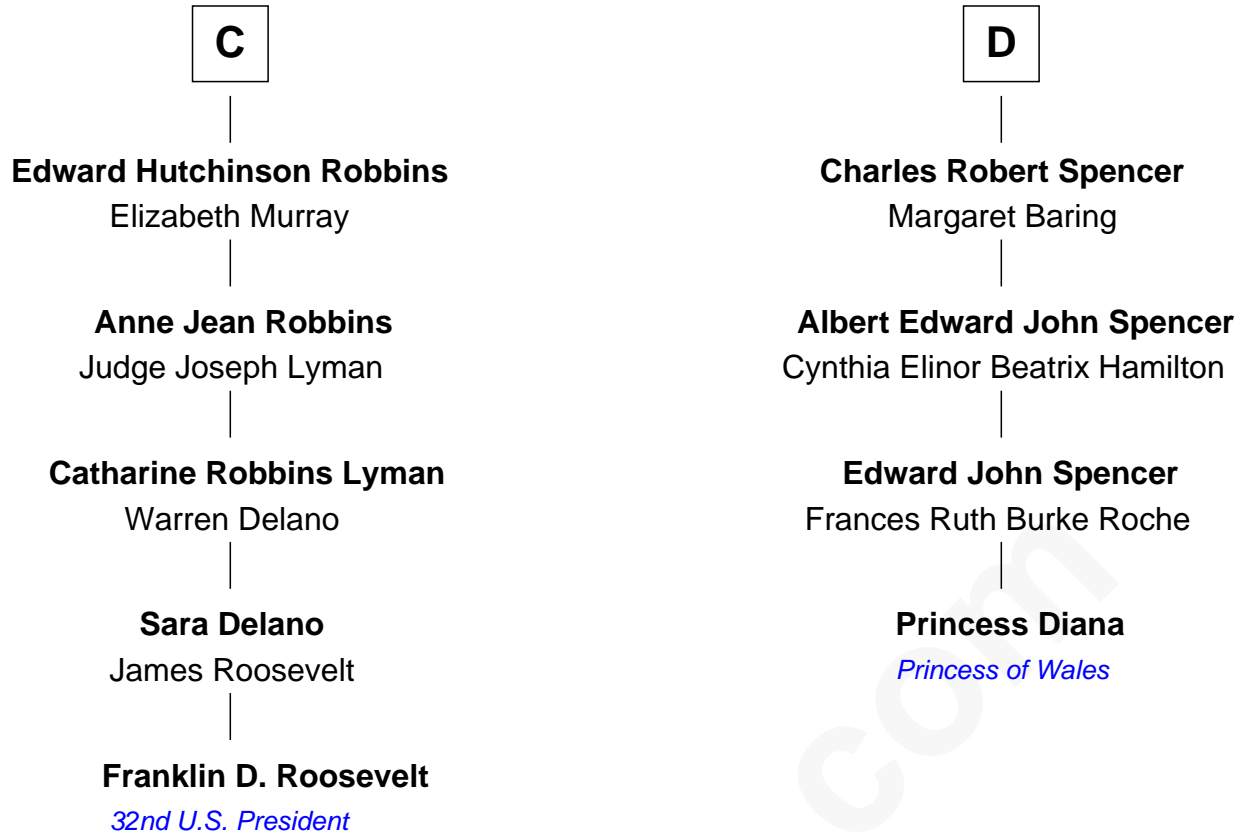 C
Edward Hutchinson Robbins
Elizabeth Murray
Anne Jean Robbins
Judge Joseph Lyman
Catharine Robbins Lyman
Warren Delano
Sara Delano
James Roosevelt
Franklin D. Roosevelt
32nd U.S. President
D
Charles Robert Spencer
Margaret Baring
Albert Edward John Spencer
Cynthia Elinor Beatrix Hamilton
Edward John Spencer
Frances Ruth Burke Roche
Princess Diana
Princess of Wales
com